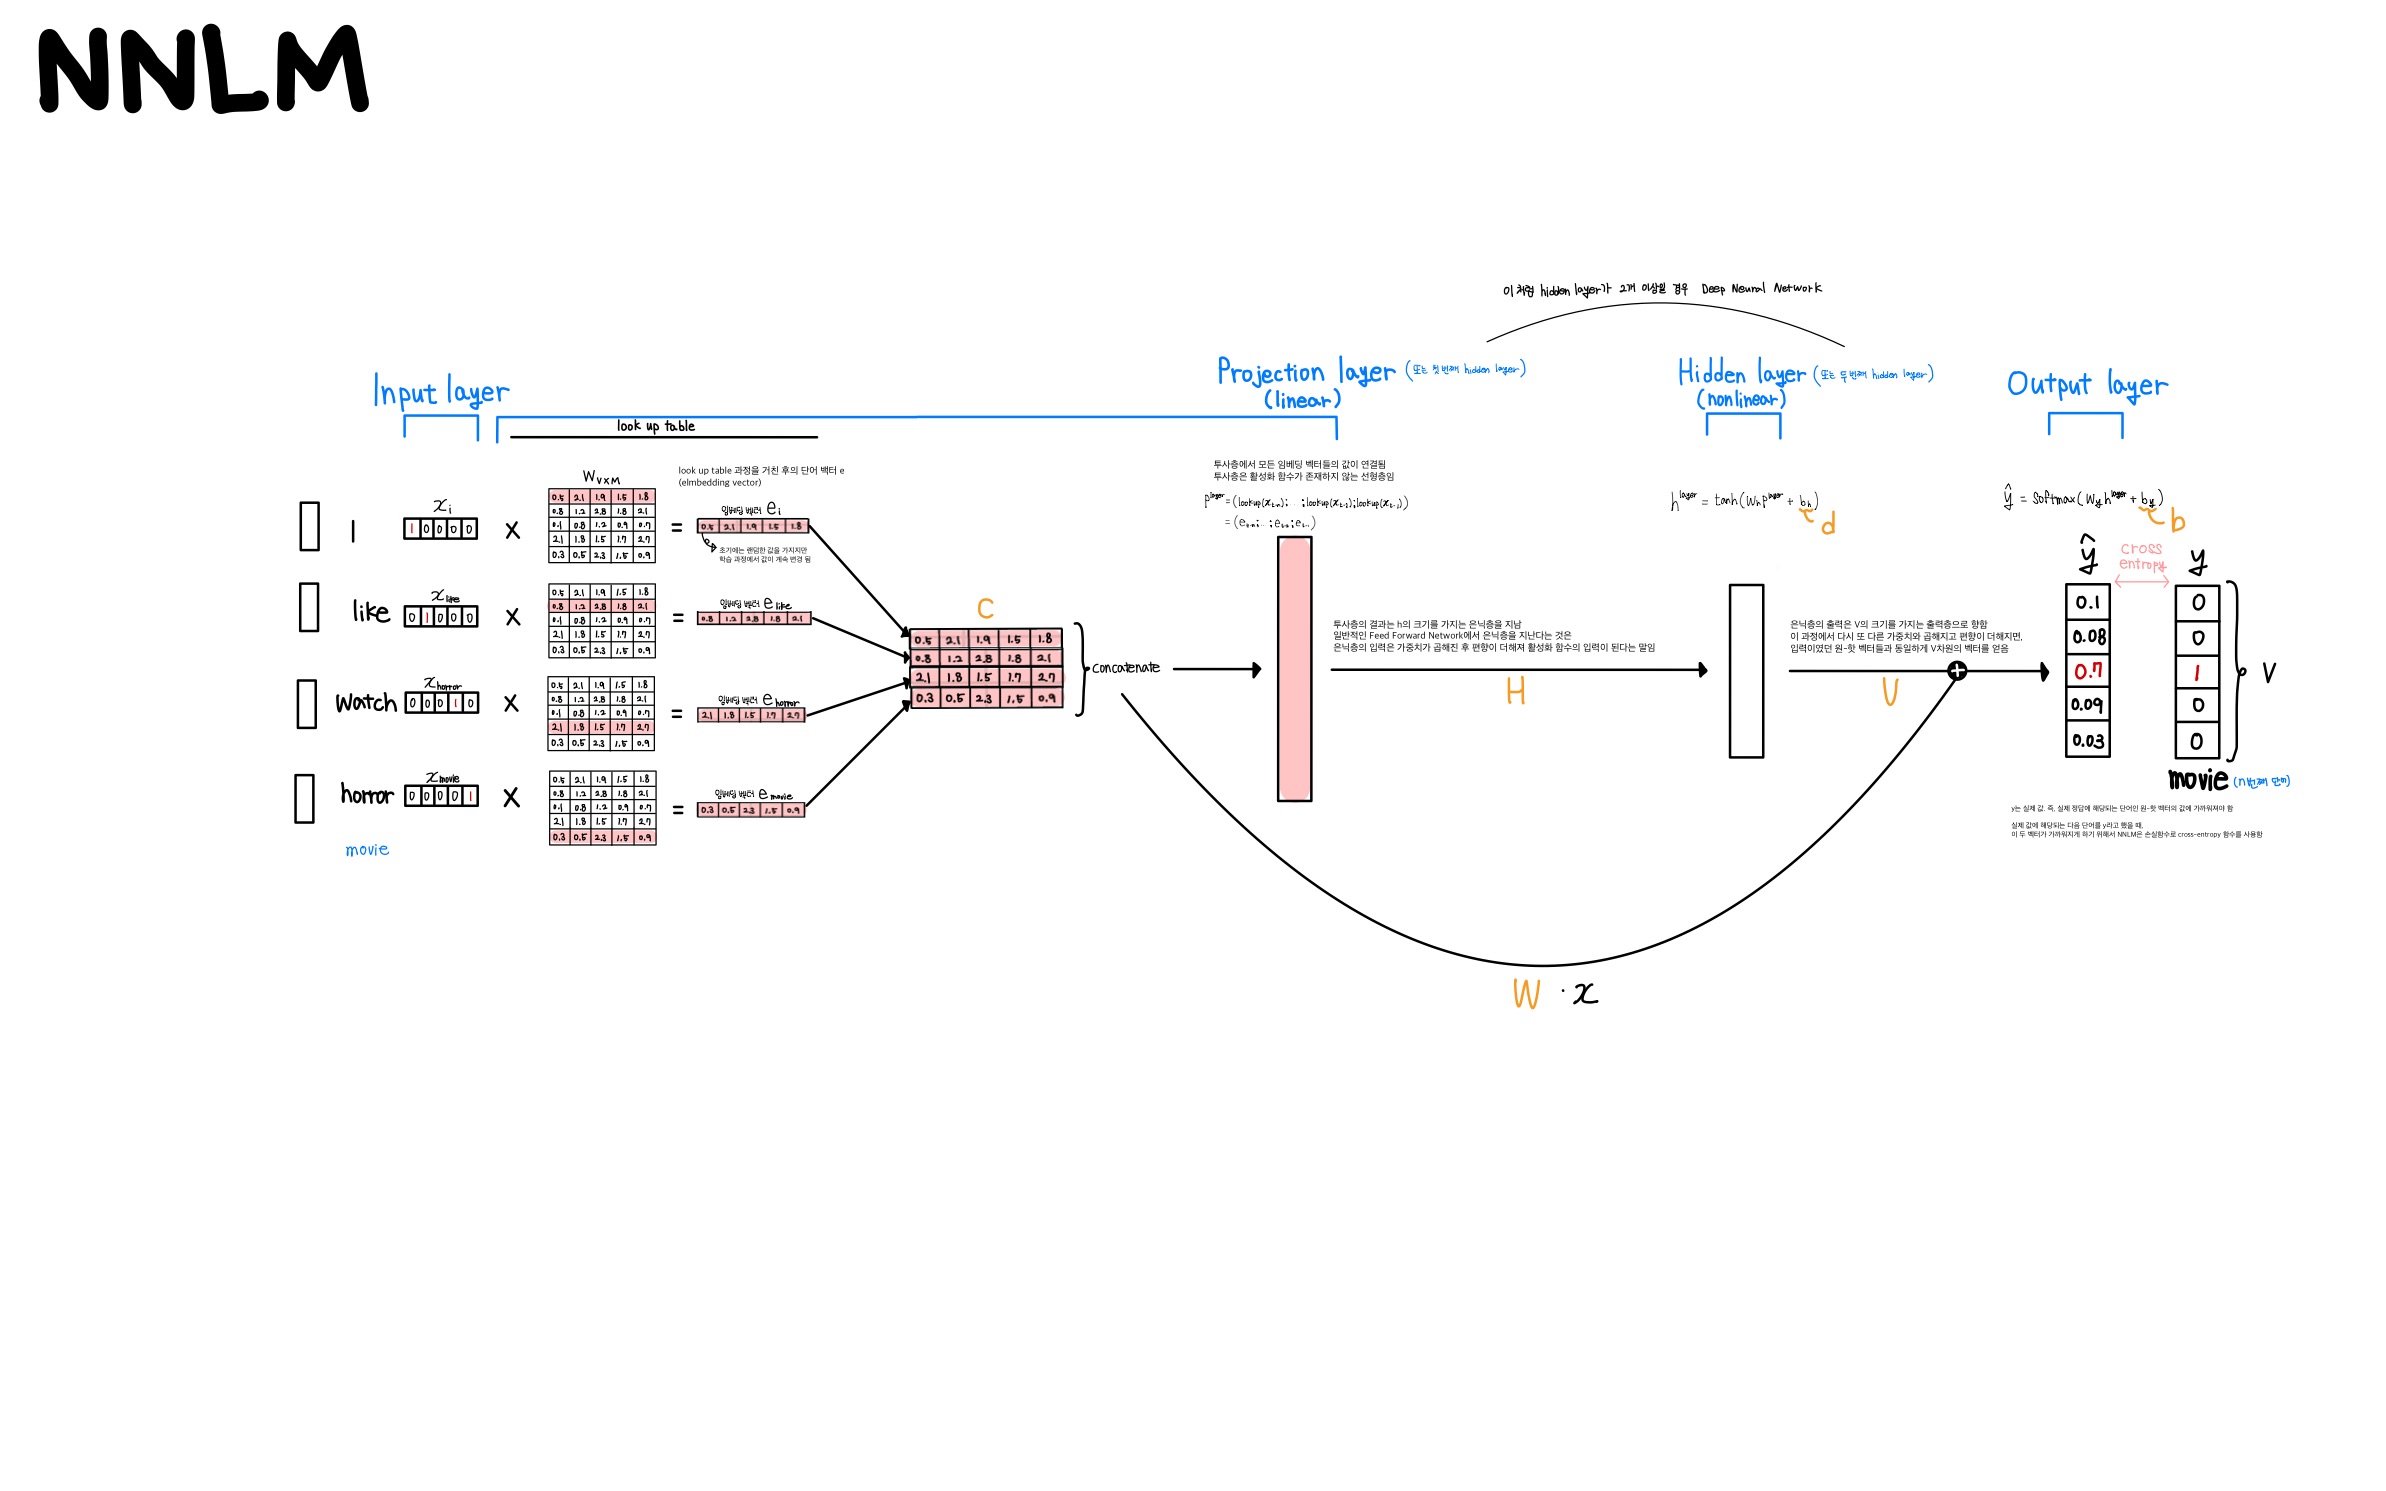 NNLM
이 처럼 hidden layer가 2개 이상일 경우 Deep Neural Network
Input layer
Projection layer (또는 첫 번째 hidden layer)
(linear)
Hidden layer (또는 두 번째 hidden layer)
(nonlinear)
Output layer
look up table
look up table 과정을 거친 후의 단어 벡터 e
(elmbedding vector)
I
x i
1 0 0 0 0
X
W V×M
0.5 2.1 1.9 1.5 1.8
0.8 1.2 2.8 1.8 2.1
0.1 0.8 1.2 0.9 0.7
2.1 1.8 1.5 1.7 2.7
0.3 0.5 2.3 1.5 0.9
=
임베딩 벡터 e i
0.5 2.1 1.9 1.5 1.8
초기에는 랜덤한 값을 가지지만
학습 과정에서 값이 계속 변경 됨
like
x like
0 1 0 0 0
X
0.5 2.1 1.9 1.5 1.8
0.8 1.2 2.8 1.8 2.1
0.1 0.8 1.2 0.9 0.7
2.1 1.8 1.5 1.7 2.7
0.3 0.5 2.3 1.5 0.9
=
임베딩 벡터 e like
0.8 1.2 2.8 1.8 2.1
watch
x horror
0 0 0 1 0
X
0.5 2.1 1.9 1.5 1.8
0.8 1.2 2.8 1.8 2.1
0.1 0.8 1.2 0.9 0.7
2.1 1.8 1.5 1.7 2.7
0.3 0.5 2.3 1.5 0.9
=
임베딩 벡터 e horror
2.1 1.8 1.5 1.7 2.7
horror
x movie
0 0 0 0 1
X
0.5 2.1 1.9 1.5 1.8
0.8 1.2 2.8 1.8 2.1
0.1 0.8 1.2 0.9 0.7
2.1 1.8 1.5 1.7 2.7
0.3 0.5 2.3 1.5 0.9
=
임베딩 벡터 e movie
0.3 0.5 2.3 1.5 0.9
movie
C
0.5 2.1 1.9 1.5 1.8
0.8 1.2 2.8 1.8 2.1
2.1 1.8 1.5 1.7 2.7
0.3 0.5 2.3 1.5 0.9
concatenate
투사층에서 모든 임베딩 벡터들의 값이 연결됨
투사층은 활성화 함수가 존재하지 않는 선형층임
p layer = (lookup(x t-n); ... ;lookup(x t-2);lookup(x t-1))
= (e t-n; ... ;e t-2;e t-1)
투사층의 결과는 h의 크기를 가지는 은닉층을 지남
일반적인 Feed Forward Network에서 은닉층을 지난다는 것은
은닉층의 입력은 가중치가 곱해진 후 편향이 더해져 활성화 함수의 입력이 된다는 말임
H
h layer = tanh(W h p layer + b h)
d
은닉층의 출력은 V의 크기를 가지는 출력층으로 향함
이 과정에서 다시 또 다른 가중치와 곱해지고 편향이 더해지면,
입력이였던 원-핫 벡터들과 동일하게 V차원의 벡터를 얻음
U
+
W · x
ŷ = Softmax(W y h layer + b y)
b
ŷ
cross
entropy
y
0.1 0
0.08 0
0.7 1
0.09 0
0.03 0
V
movie (n번째 단어)
y는 실제 값. 즉, 실제 정답에 해당되는 단어인 원-핫 벡터의 값에 가까워져야 함
실제 값에 해당되는 다음 단어를 y라고 했을 때,
이 두 벡터가 가까워지게 하기 위해서 NNLM은 손실함수로 cross-entropy 함수를 사용함